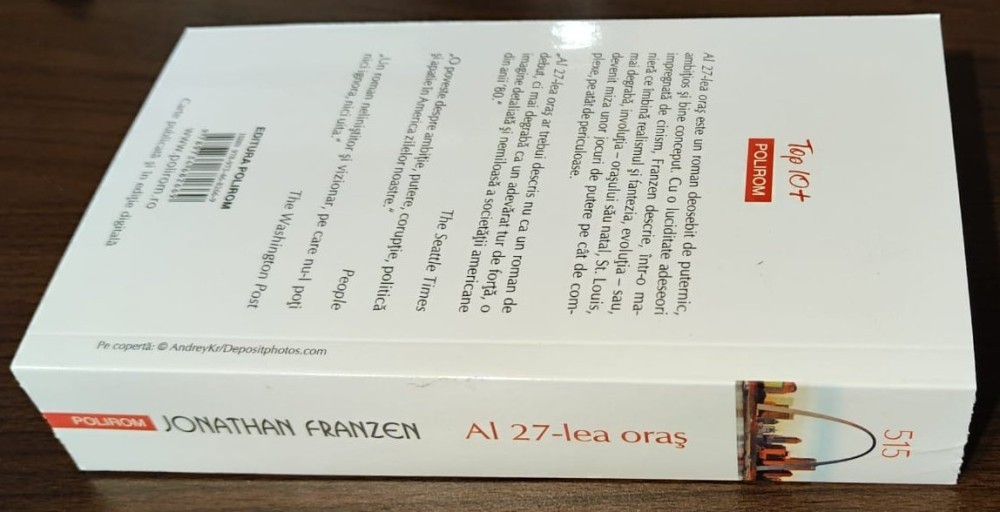 Top 10+
POLIROM
Al 27-lea oraș este un roman deosebit de puternic,
ambițios și bine conceput. Cu o luciditate adeseori
impregnată de cinism, Franzen descrie, într-o ma-
nieră ce îmbină realismul și fantezia, evoluția – sau,
mai degrabă, involuția – orașului său natal, St. Louis,
devenit miza unor jocuri de putere pe cât de com-
plexe, pe atât de periculoase.
„Al 27-lea oraș ar trebui descris nu ca un roman de
debut, ci mai degrabă ca un adevărat tur de forță, o
imagine detaliată și nemiloasă a societății americane
din anii '80.”
The Seattle Times
„O poveste despre ambiție, putere, corupție, politică
și apatie în America zilelor noastre.”
People
„Un roman neliniștitor și vizionar, pe care nu-l poți
nici ignora, nici uita.”
The Washington Post
EDITURA POLIROM
www.polirom.ro
Carte publicată și în ediție digitală
Pe copertă: © AndreyKr/Depositphotos.com
POLIROM JONATHAN FRANZEN Al 27-lea oraș 515